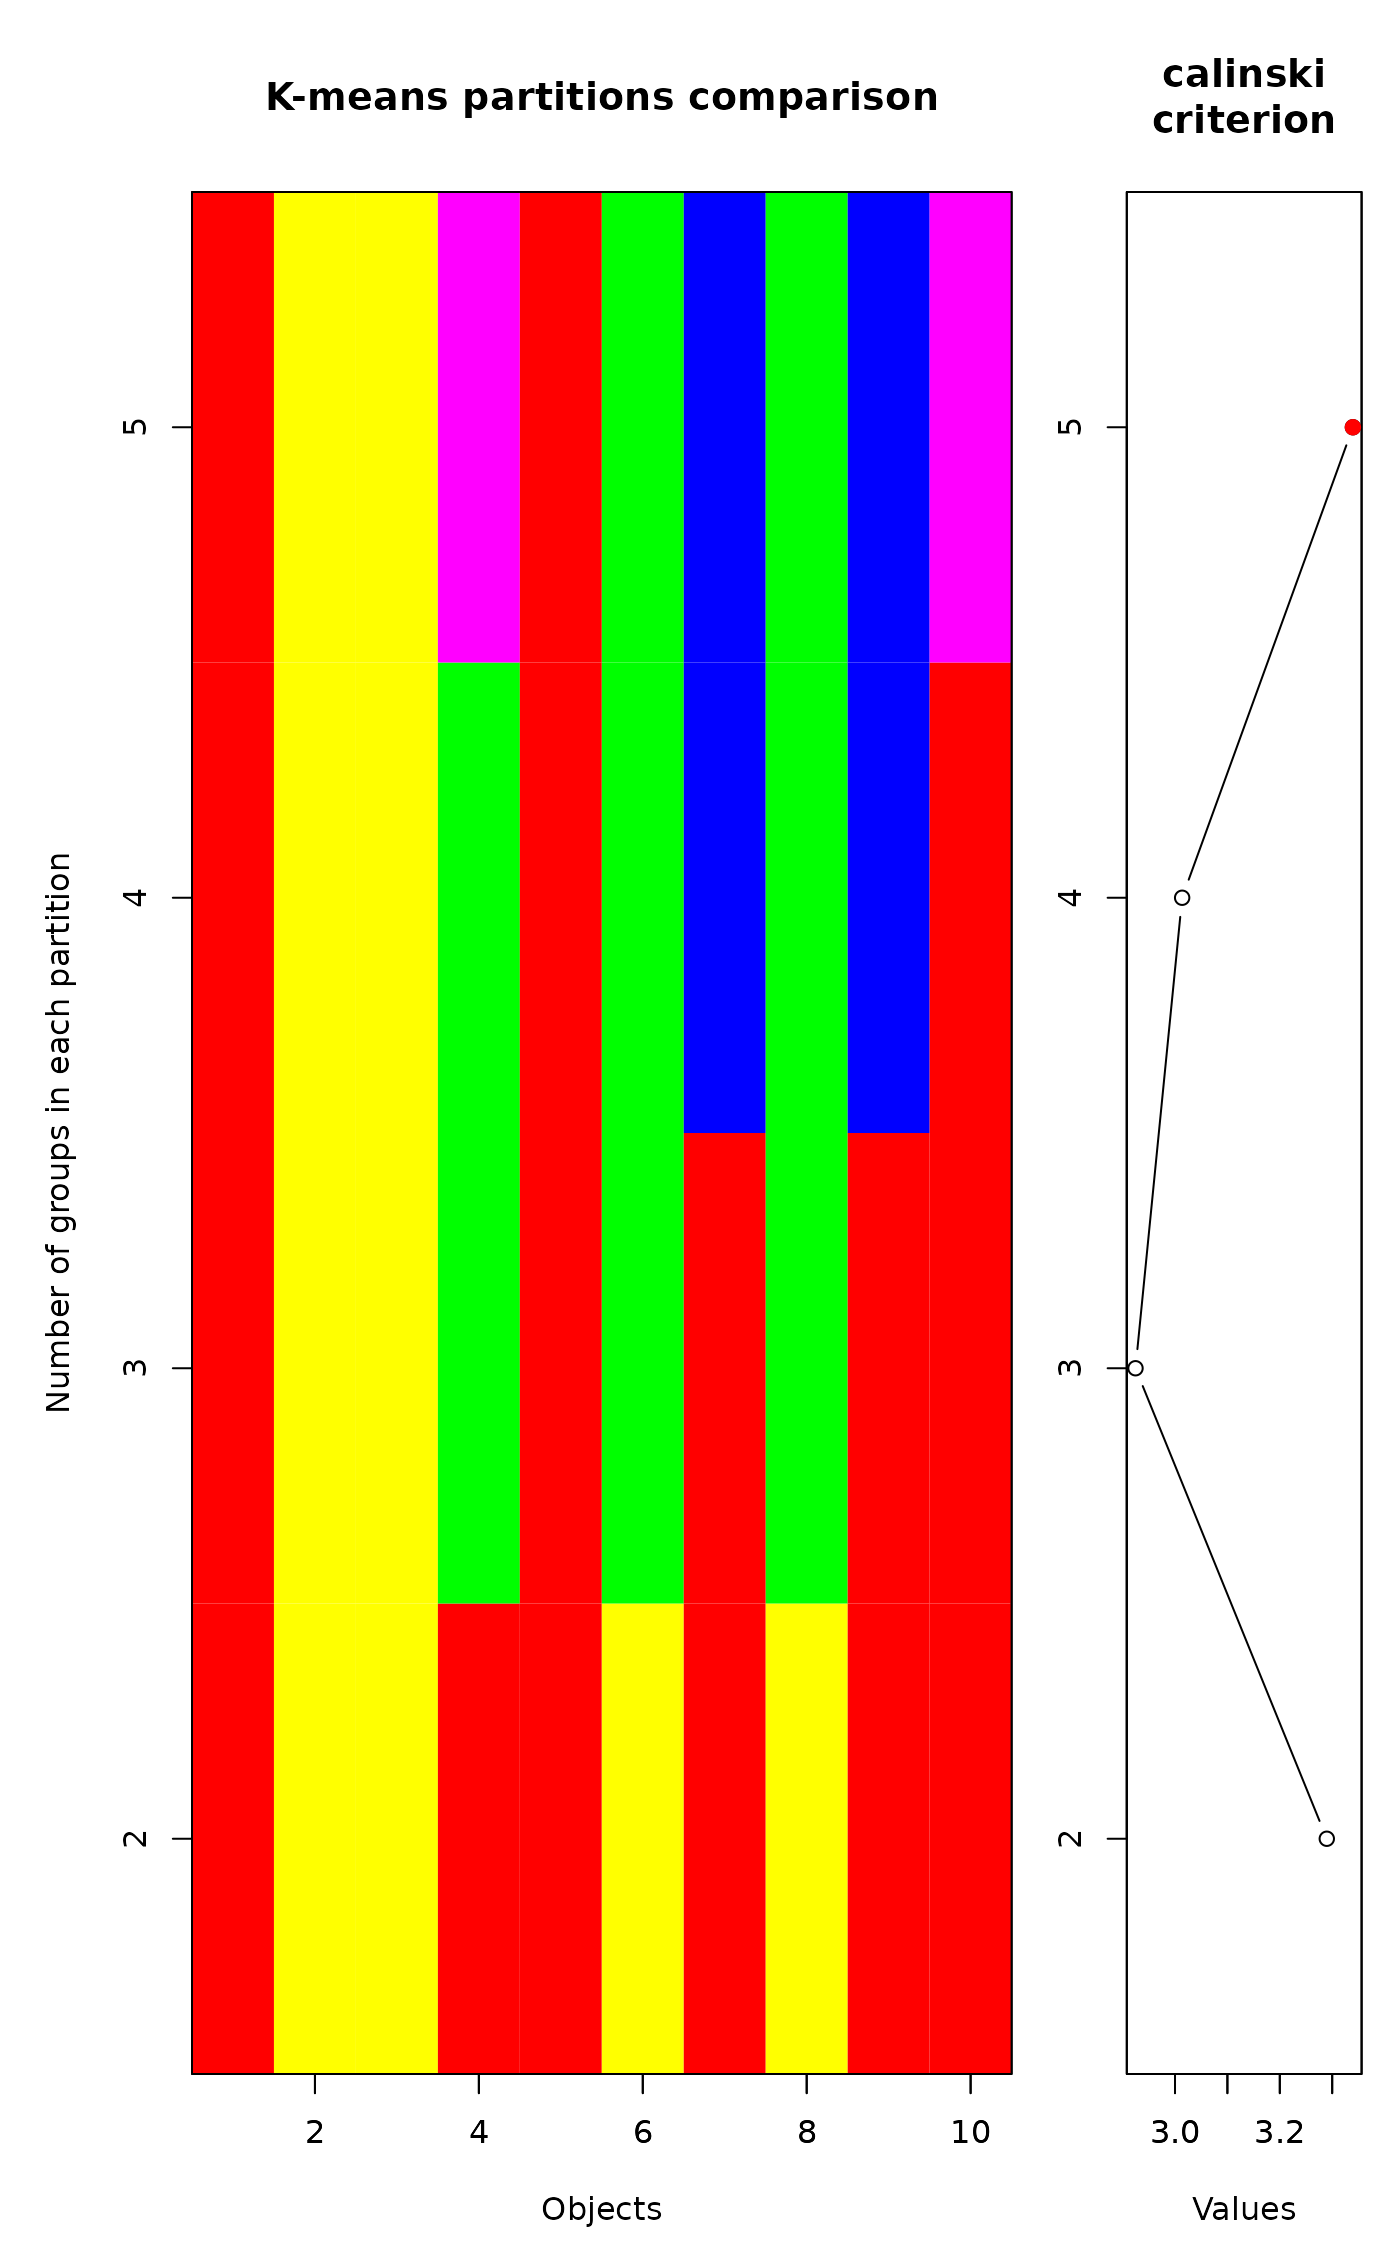 K-means partitions comparison
calinski
criterion
Number of groups in each partition
5
4
3
2
2 4 6 8 10
Objects
5
4
3
2
3.0 3.2
Values